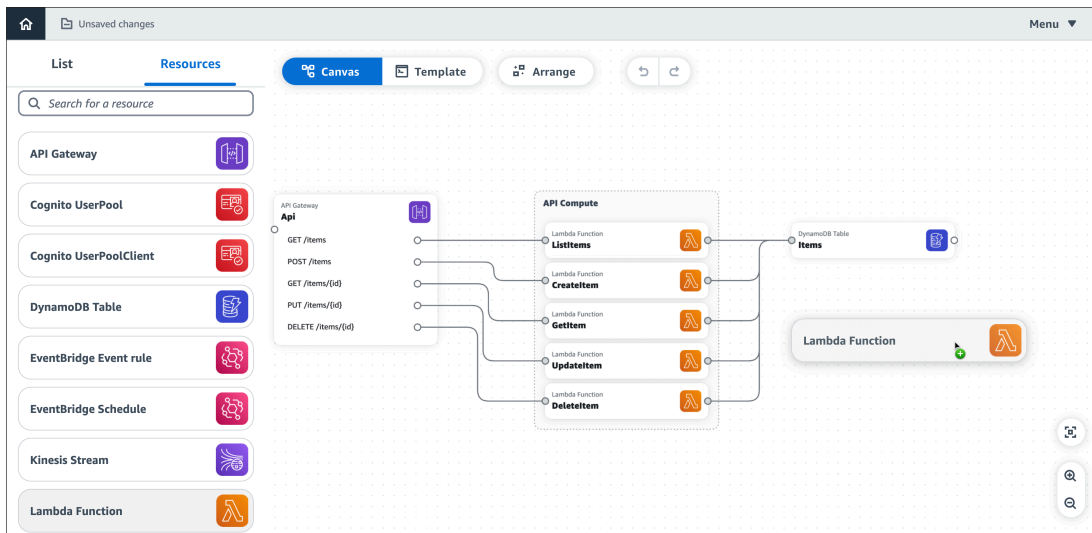 Unsaved changes
Menu
List
Resources
Canvas
Template
Arrange
Search for a resource
API Gateway
Cognito UserPool
Cognito UserPoolClient
DynamoDB Table
EventBridge Event rule
EventBridge Schedule
Kinesis Stream
Lambda Function
API Gateway
Api
GET /items
POST /items
GET /items/{id}
PUT /items/{id}
DELETE /items/{id}
API Compute
Lambda Function
ListItems
Lambda Function
CreateItem
Lambda Function
GetItem
Lambda Function
UpdateItem
Lambda Function
DeleteItem
DynamoDB Table
Items
Lambda Function